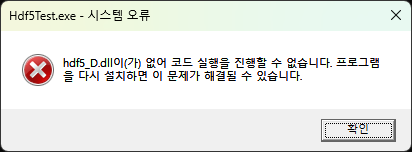 Hdf5Test.exe - 시스템 오류
hdf5_D.dll이(가) 없어 코드 실행을 진행할 수 없습니다. 프로그램
을 다시 설치하면 이 문제가 해결될 수 있습니다.
확인